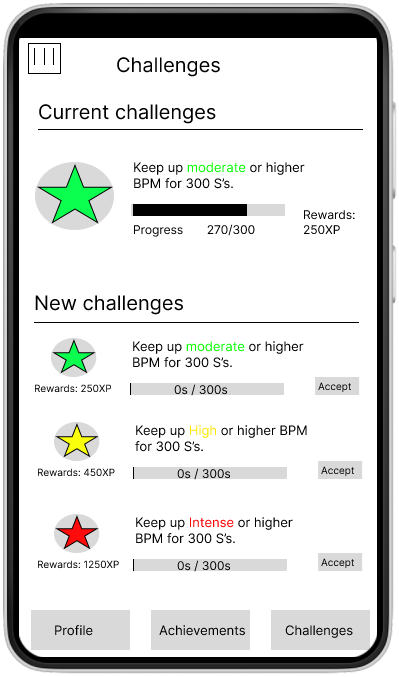 Challenges
Current challenges
Keep up moderate or higher
BPM for 300 S’s.
Rewards:
250XP
Progress 270/300
New challenges
Keep up moderate or higher
BPM for 300 S’s.
Rewards: 250XP
0s / 300s
Accept
Keep up High or higher BPM
for 300 S’s.
Rewards: 450XP
0s / 300s
Accept
Keep up Intense or higher
BPM for 300 S’s.
Rewards: 1250XP
0s / 300s
Accept
Profile
Achievements
Challenges